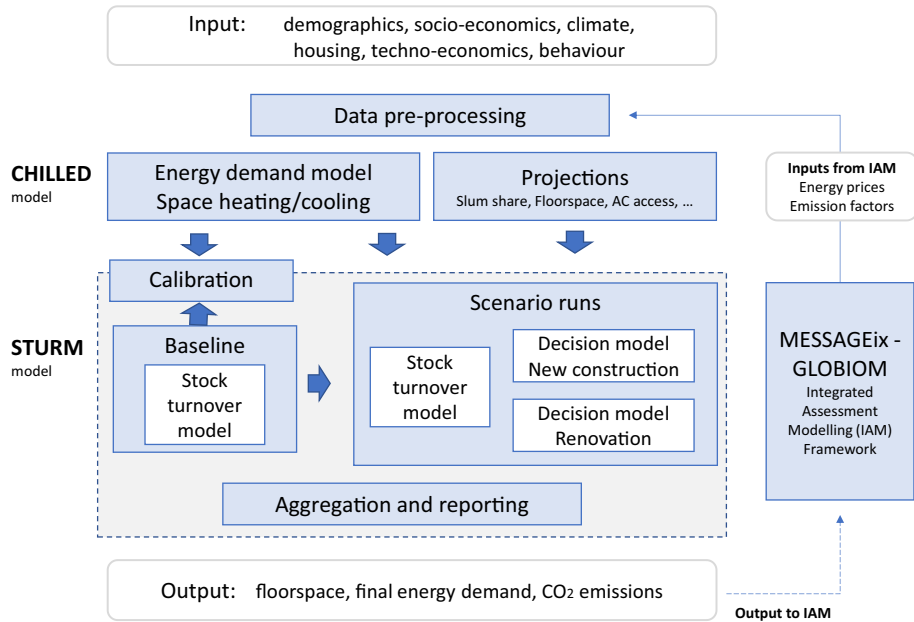 Input: demographics, socio-economics, climate,
housing, techno-economics, behaviour
Data pre-processing
CHILLED
model
Energy demand model
Space heating/cooling
Projections
Slum share, Floorspace, AC access, ...
Inputs from IAM
Energy prices
Emission factors
Calibration
STURM
model
Baseline
Stock
turnover
model
Scenario runs
Stock
turnover
model
Decision model
New construction
Decision model
Renovation
MESSAGEix -
GLOBIOM
Integrated
Assessment
Modelling (IAM)
Framework
Aggregation and reporting
Output: floorspace, final energy demand, CO2 emissions
Output to IAM